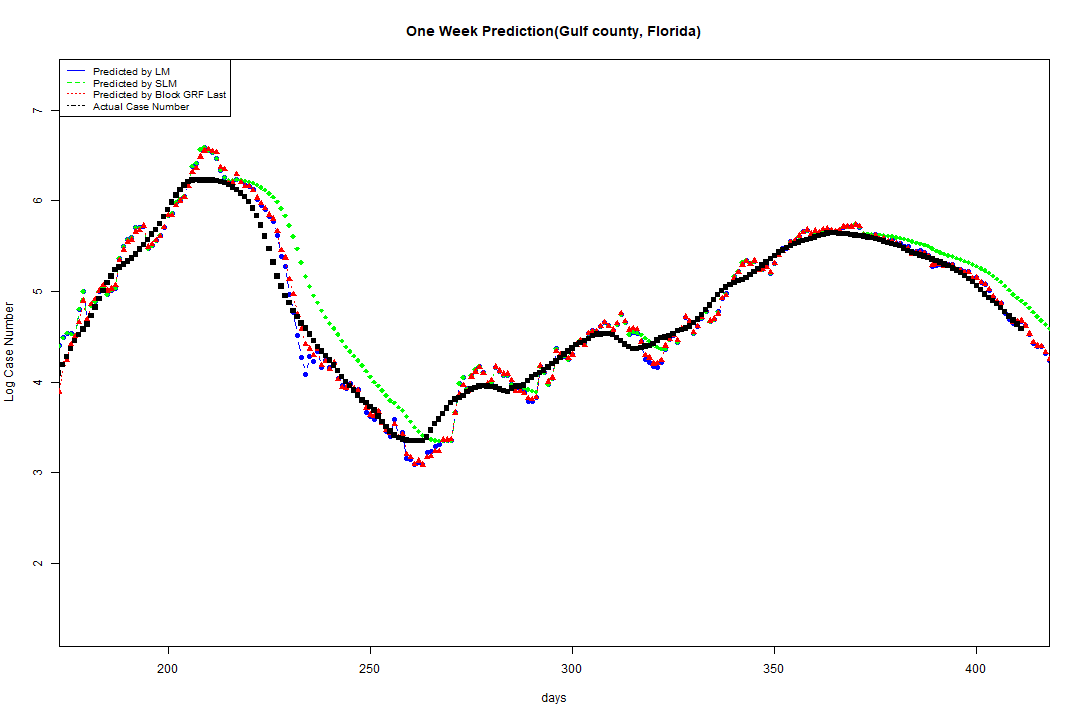 One Week Prediction(Gulf county, Florida)
Predicted by LM
Predicted by SLM
Predicted by Block GRF Last
Actual Case Number
Log Case Number
7
6
5
4
3
2
200 250 300 350 400
days